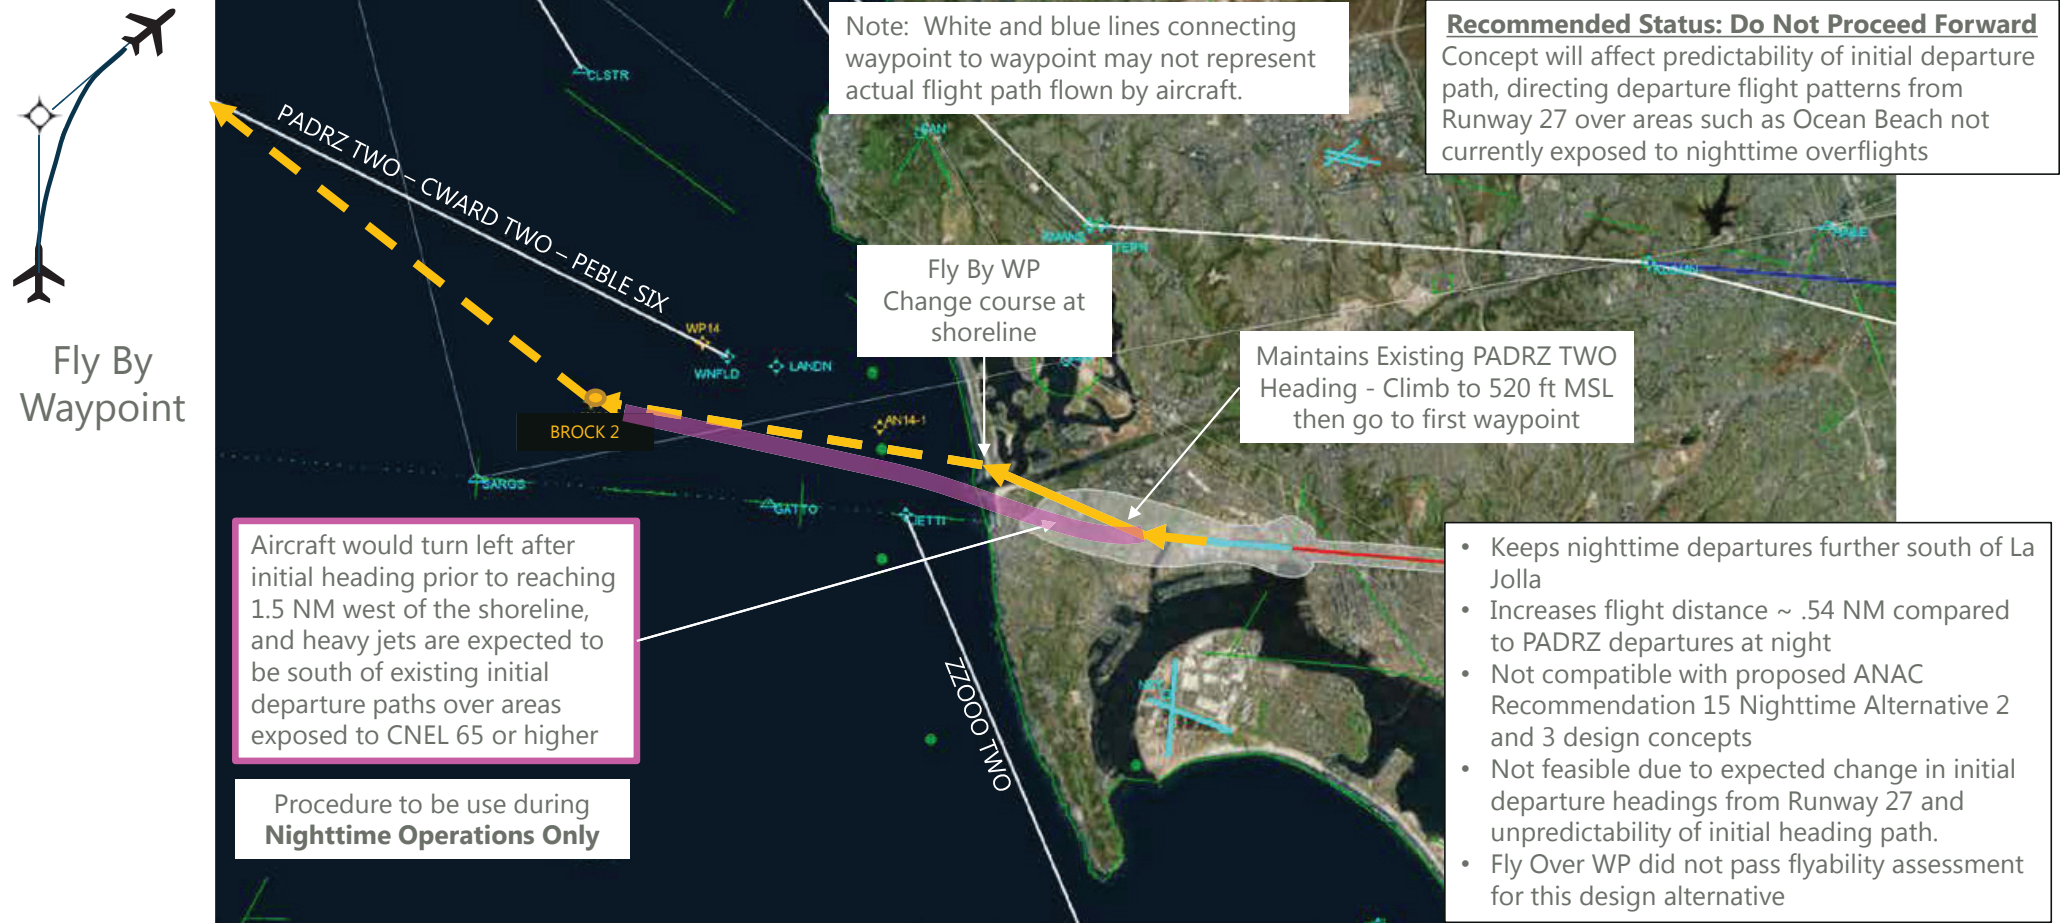 Note:  White and blue lines connecting
waypoint to waypoint may not represent
actual flight path flown by aircraft.
Recommended Status: Do Not Proceed Forward
Concept will affect predictability of initial departure
path, directing departure flight patterns from
Runway 27 over areas such as Ocean Beach not
currently exposed to nighttime overflights
Fly By
Waypoint
CLSTR
PADRZ TWO – CWARD TWO – PEBLE SIX
Fly By WP
Change course at
shoreline
Maintains Existing PADRZ TWO
Heading - Climb to 520 ft MSL
then go to first waypoint
WP14
WNFLD
LANDN
AN14-1
BROCK 2
SARGS
GATTO
JETTI
ZZOOO TWO
Aircraft would turn left after
initial heading prior to reaching
1.5 NM west of the shoreline,
and heavy jets are expected to
be south of existing initial
departure paths over areas
exposed to CNEL 65 or higher
Procedure to be use during
Nighttime Operations Only
• Keeps nighttime departures further south of La
Jolla
• Increases flight distance ~ .54 NM compared
to PADRZ departures at night
• Not compatible with proposed ANAC
Recommendation 15 Nighttime Alternative 2
and 3 design concepts
• Not feasible due to expected change in initial
departure headings from Runway 27 and
unpredictability of initial heading path.
• Fly Over WP did not pass flyability assessment
for this design alternative